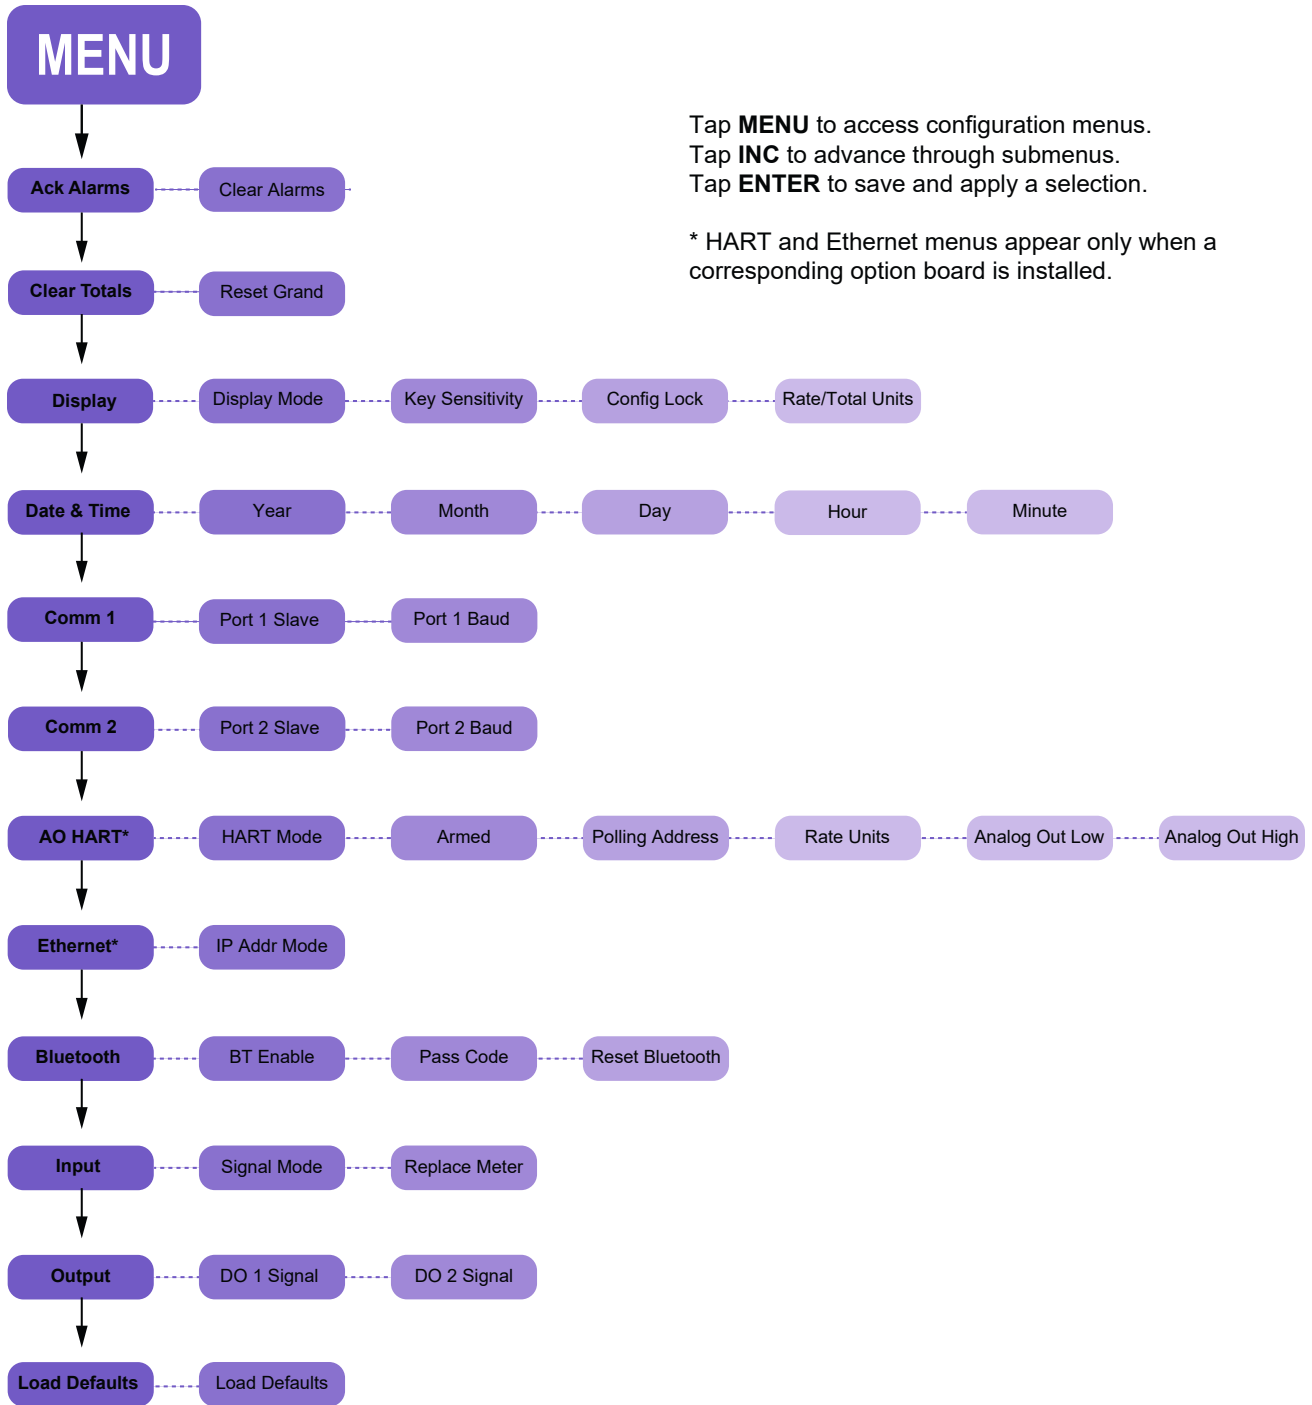 MENU
Tap MENU to access configuration menus.
Tap INC to advance through submenus.
Tap ENTER to save and apply a selection.
* HART and Ethernet menus appear only when a
corresponding option board is installed.
Ack Alarms Clear Alarms
Clear Totals Reset Grand
Display Display Mode Key Sensitivity Config Lock Rate/Total Units
Date & Time Year Month Day Hour Minute
Comm 1 Port 1 Slave Port 1 Baud
Comm 2 Port 2 Slave Port 2 Baud
AO HART* HART Mode Armed Polling Address Rate Units Analog Out Low Analog Out High
Ethernet* IP Addr Mode
Bluetooth BT Enable Pass Code Reset Bluetooth
Input Signal Mode Replace Meter
Output DO 1 Signal DO 2 Signal
Load Defaults Load Defaults